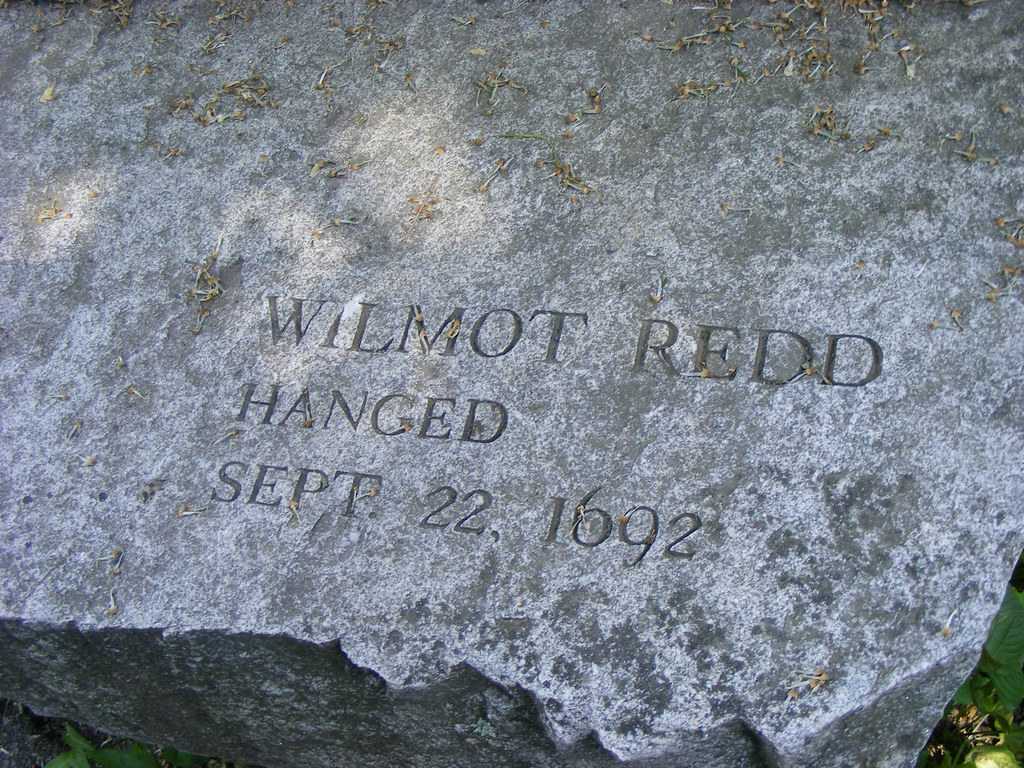 WILMOT REDD
HANGED
SEPT. 22, 1692